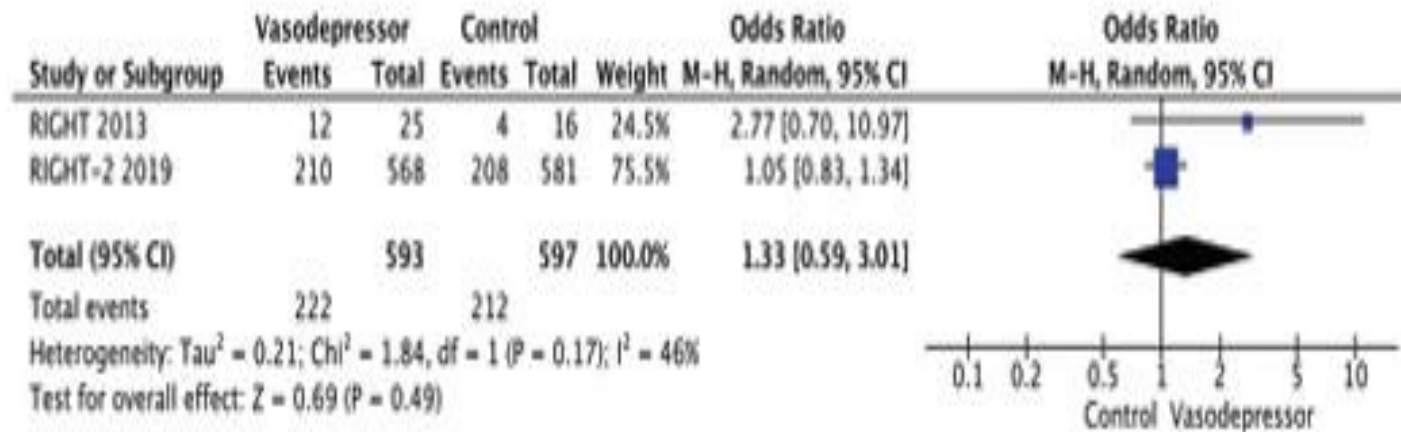 Vasodepressor Control Odds Ratio Odds Ratio
Study or Subgroup Events Total Events Total Weight M-H, Random, 95% CI M-H, Random, 95% CI
RIGHT 2013 12 25 4 16 24.5% 2.77 [0.70, 10.97]
RIGHT-2 2019 210 568 208 581 75.5% 1.05 [0.83, 1.34]
Total (95% CI) 593 597 100.0% 1.33 [0.59, 3.01]
Total events 222 212
Heterogeneity: Tau² = 0.21; Chi² = 1.84, df = 1 (P = 0.17); I² = 46%
Test for overall effect: Z = 0.69 (P = 0.49)
0.1 0.2 0.5 1 2 5 10
Control Vasodepressor